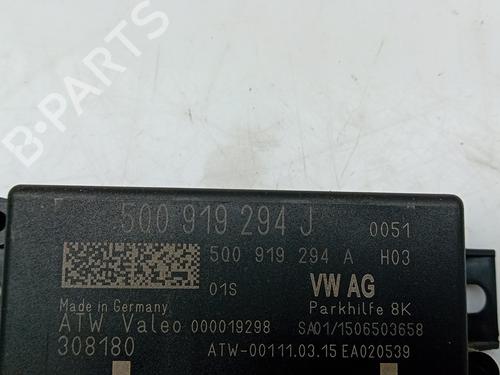 B-PARTS
5Q0 919 294 J 0051
5Q0 919 294 A H03
01S VW AG
Made in Germany Parkhilfe 8K
ATW Valeo 000019298 SA01/1506503658
308180 ATW-00111.03.15 EA020539